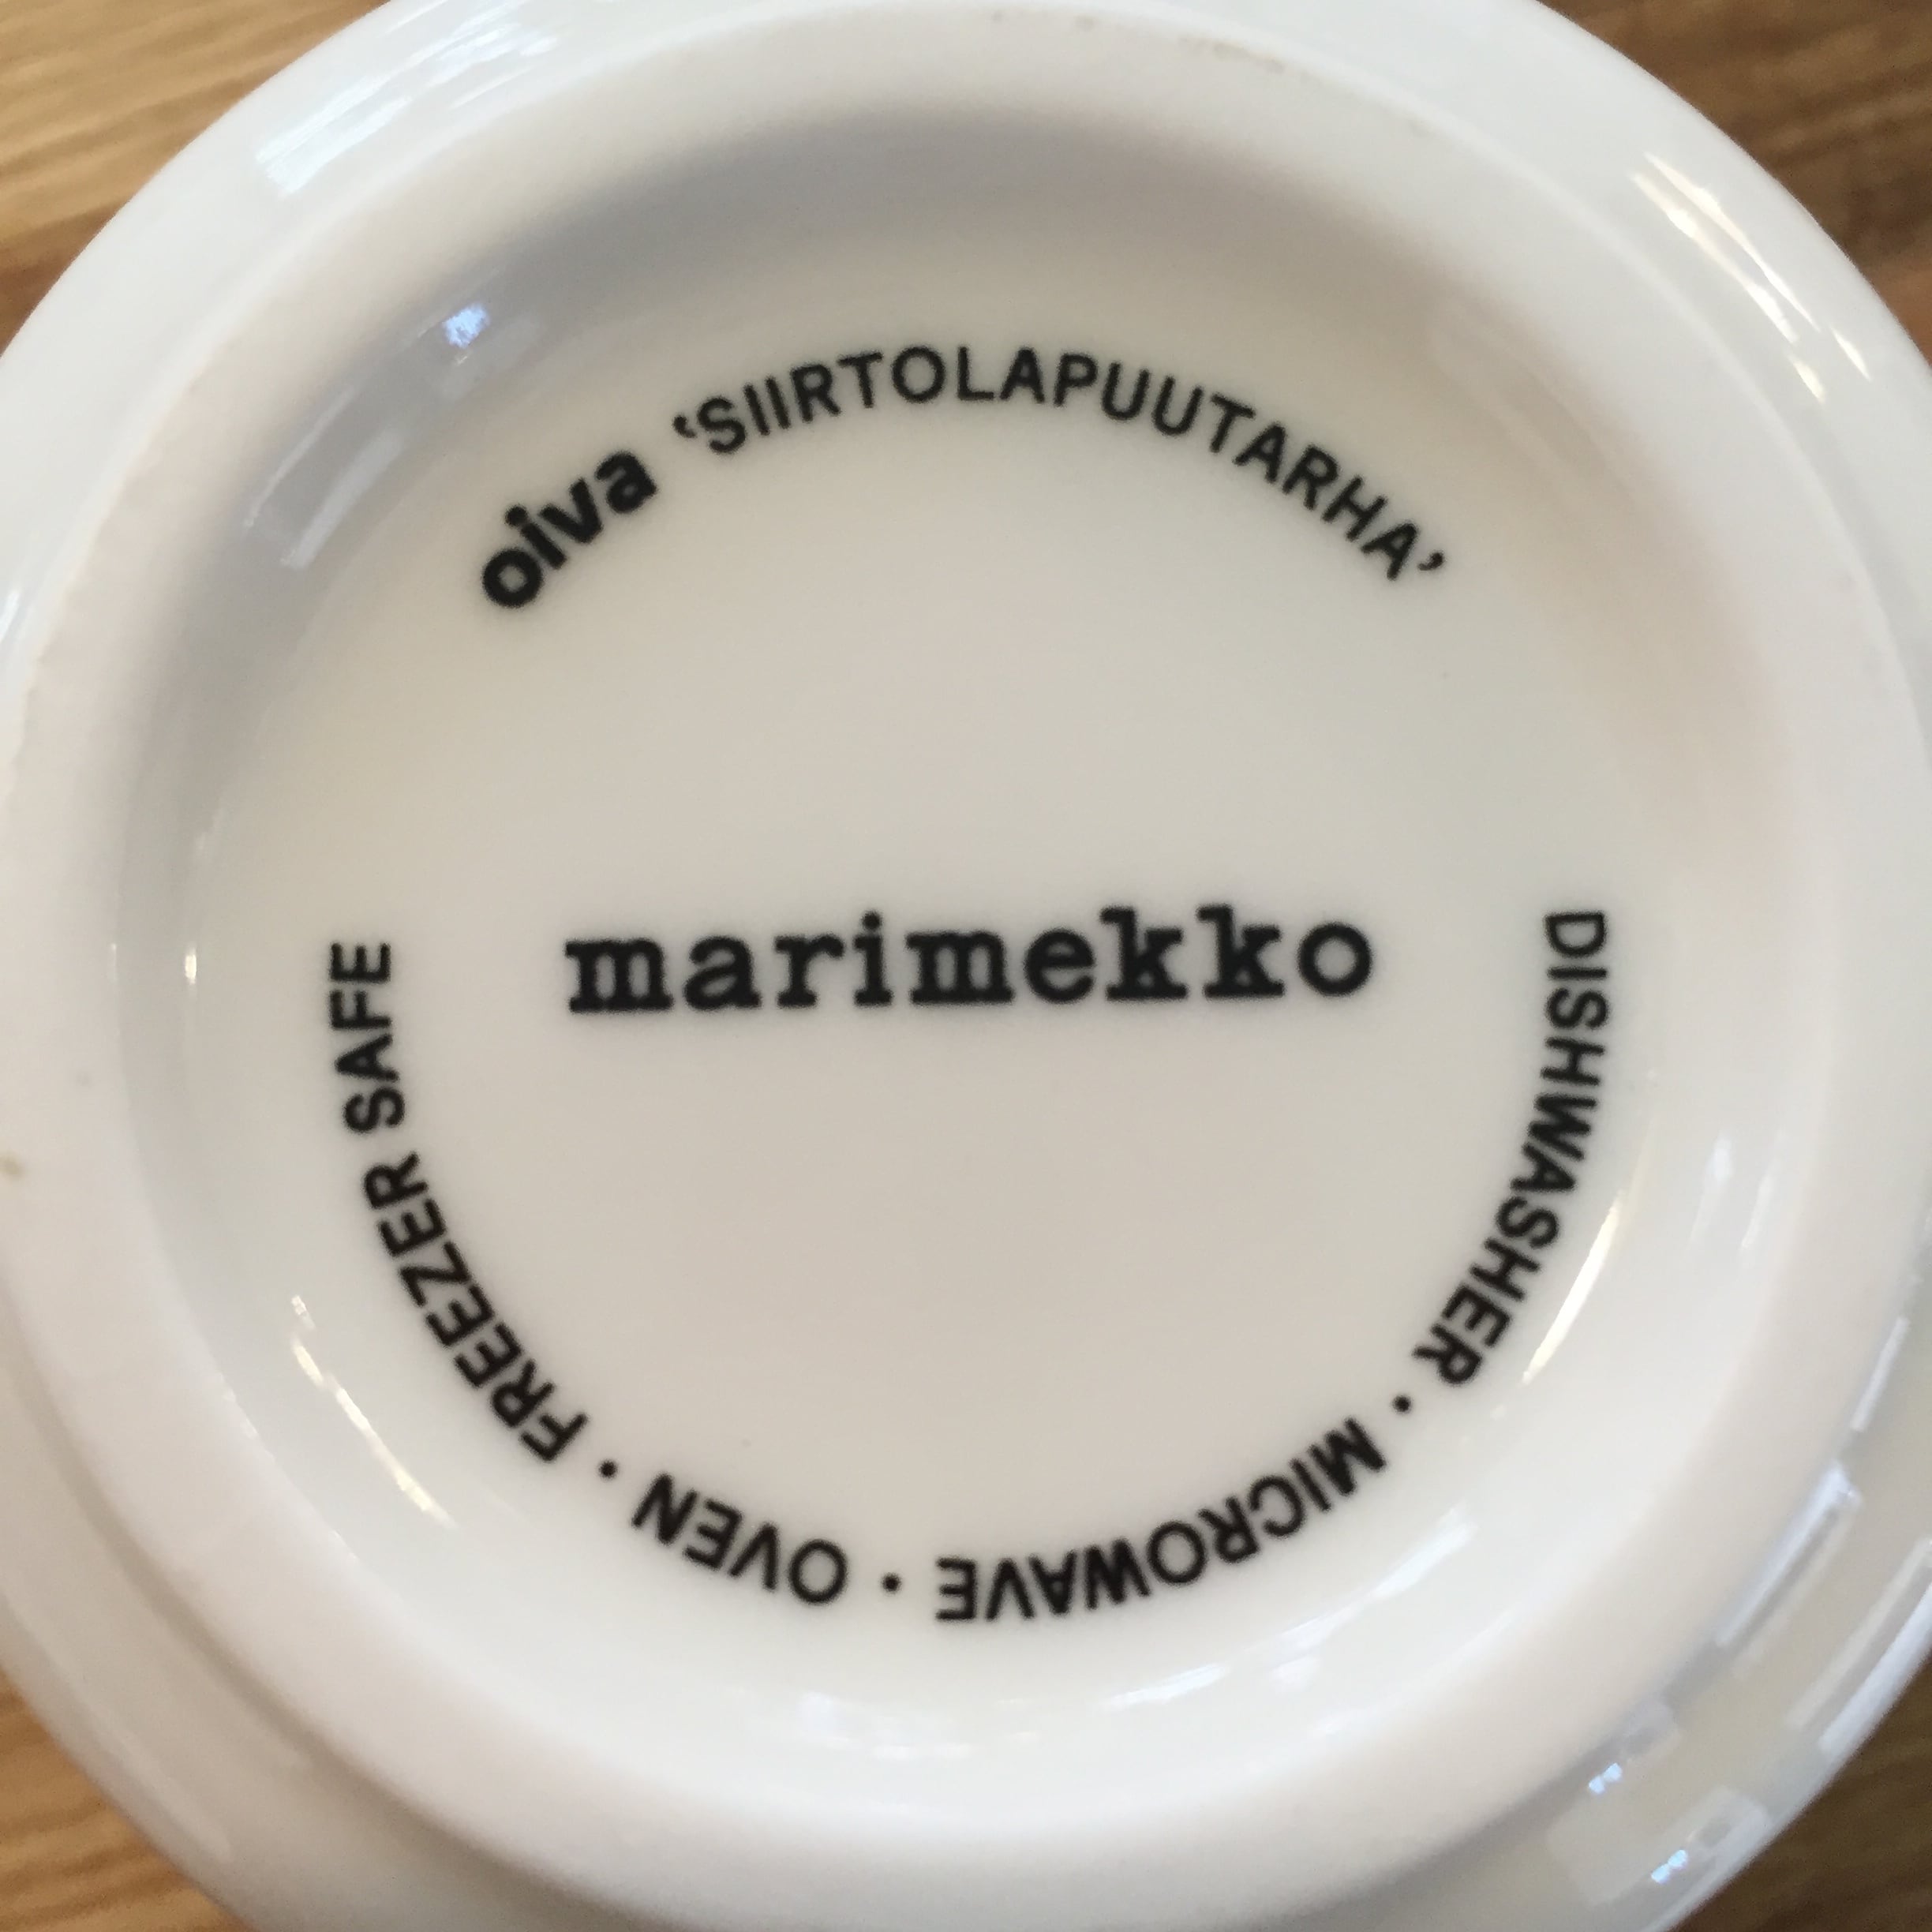 oiva ‘SIIRTOLAPUUTARHA’
marimekko
DISHWASHER · MICROWAVE · OVEN · FREEZER SAFE